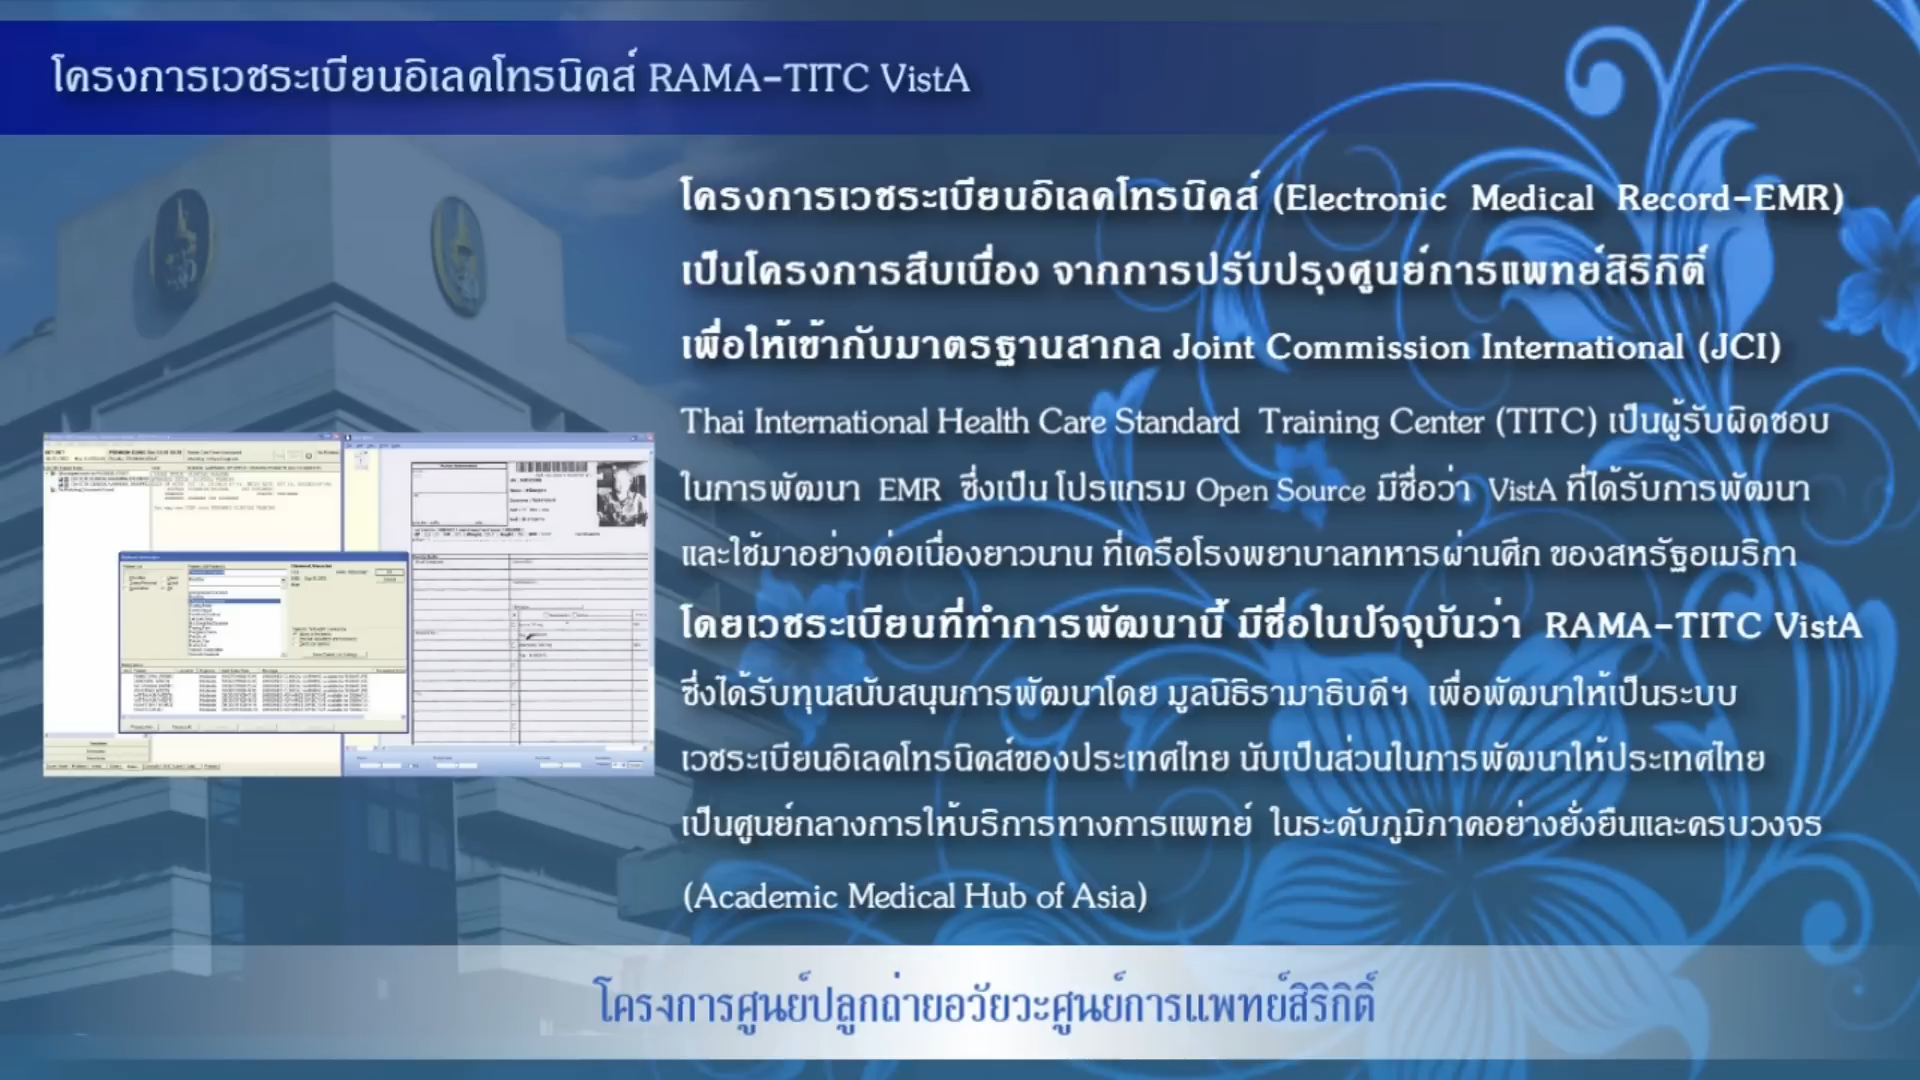 โครงการเวชระเบียนอิเลคโทรนิคส์ RAMA-TITC VistA
โครงการเวชระเบียนอิเลคโทรนิคส์ (Electronic Medical Record-EMR)
เป็นโครงการสืบเนื่อง จากการปรับปรุงศูนย์การแพทย์สิริกิติ์
เพื่อให้เข้ากับมาตรฐานสากล Joint Commission International (JCI)
Thai International Health Care Standard Training Center (TITC) เป็นผู้รับผิดชอบ
ในการพัฒนา EMR ซึ่งเป็น โปรแกรม Open Source มีชื่อว่า VistA ที่ได้รับการพัฒนา
และใช้มาอย่างต่อเนื่องยาวนาน ที่เครือโรงพยาบาลทหารผ่านศึก ของสหรัฐอเมริกา
โดยเวชระเบียนที่ทำการพัฒนานี้ มีชื่อในปัจจุบันว่า RAMA-TITC VistA
ซึ่งได้รับทุนสนับสนุนการพัฒนาโดย มูลนิธิรามาธิบดีฯ เพื่อพัฒนาให้เป็นระบบ
เวชระเบียนอิเลคโทรนิคส์ของประเทศไทย นับเป็นส่วนในการพัฒนาให้ประเทศไทย
เป็นศูนย์กลางการให้บริการทางการแพทย์ ในระดับภูมิภาคอย่างยั่งยืนและครบวงจร
(Academic Medical Hub of Asia)
โครงการศูนย์ปลูกถ่ายอวัยวะศูนย์การแพทย์สิริกิติ์